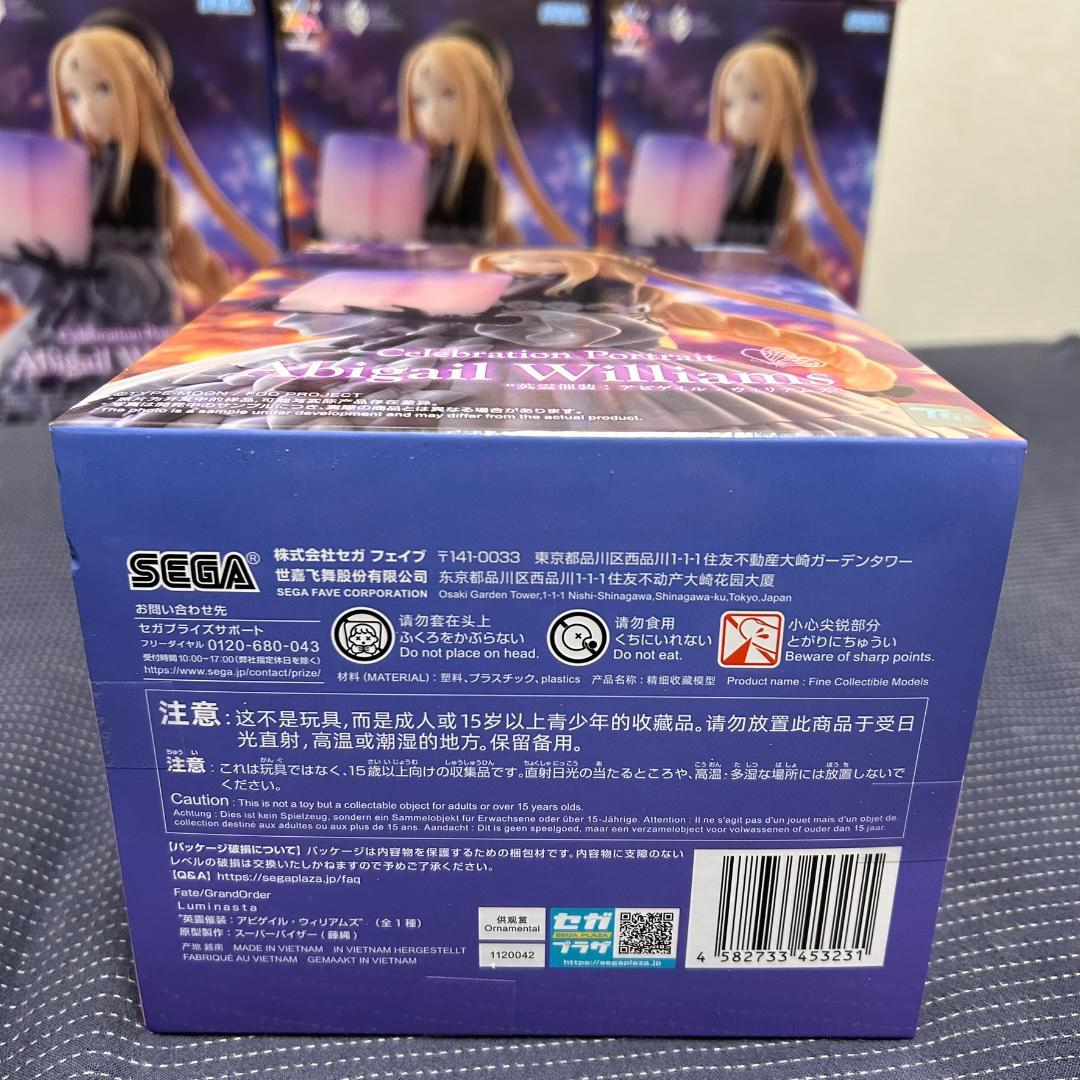 SEGA
SEGA
SEGA
Celebration
Abigail W
Celebration Portrait
Abigail Williams
"英霊催装：アビゲイル・ウィリアムズ"
©TYPE-MOON / FGO PROJECT
The photo is a sample under development and may differ from the actual product.
SEGA®
株式会社セガ フェイブ 〒141-0033 東京都品川区西品川1-1-1住友不動産大崎ガーデンタワー
世嘉飞舞股份有限公司 东京都品川区西品川1-1-1住友不动产大崎花园大厦
SEGA FAVE CORPORATION Osaki Garden Tower,1-1-1 Nishi-Shinagawa,Shinagawa-ku,Tokyo,Japan
お問い合わせ先
セガプライズサポート
フリーダイヤル 0120-680-043
受付時間 10:00~17:00(弊社指定休日を除く)
https://www.sega.jp/contact/prize/
请勿套在头上
ふくろをかぶらない
Do not place on head.
请勿食用
くちにいれない
Do not eat.
小心尖锐部分
とがりにちゅうい
Beware of sharp points.
材料 (MATERIAL)：塑料、プラスチック、plastics 产品名称：精细收藏模型 Product name : Fine Collectible Models
注意：这不是玩具,而是成人或15岁以上青少年的收藏品。请勿放置此商品于受日
光直射,高温或潮湿的地方。保留备用。
注意：これは玩具ではなく、15歳以上向けの収集品です。直射日光の当たるところや、高温・多湿な場所には放置しないで
ください。
Caution : This is not a toy but a collectable object for adults or over 15 years olds.
Achtung : Dies ist kein Spielzeug, sondern ein Sammelobjekt für Erwachsene oder über 15-Jährige. Attention : Il ne s'agit pas d'un jouet mais d'un objet de
collection destiné aux adultes ou aux plus de 15 ans. Aandacht : Dit is geen speelgoed, maar een verzamelobject voor volwassenen of ouder dan 15 jaar.
【パッケージ破損について】パッケージは内容物を保護するための梱包材です。内容物に支障のない
レベルの破損は交換いたしかねますので予めご了承ください。
【Q&A】https://segaplaza.jp/faq
Fate/GrandOrder
Luminasta
"英霊催装：アビゲイル・ウィリアムズ" (全1種)
原型製作：スーパーバイザー(藤縄)
产地 越南 MADE IN VIETNAM IN VIETNAM HERGESTELLT
FABRIQUÉ AU VIETNAM GEMAAKT IN VIETNAM
供观赏
Ornamental
1120042
セガ
SEGA PLAZA
プラザ
https://segaplaza.jp
4 582733 453231